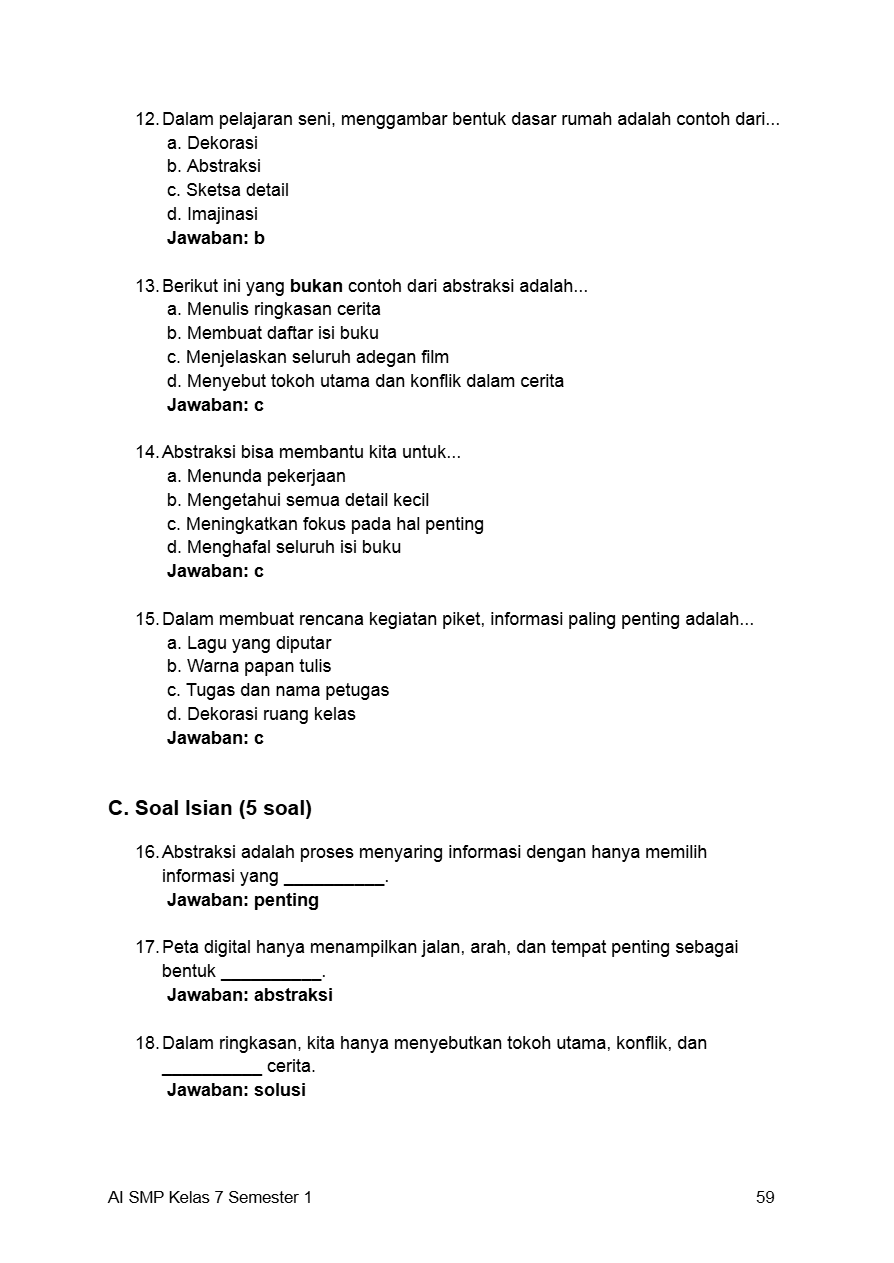 12. Dalam pelajaran seni, menggambar bentuk dasar rumah adalah contoh dari...
a. Dekorasi
b. Abstraksi
c. Sketsa detail
d. Imajinasi
Jawaban: b
13. Berikut ini yang bukan contoh dari abstraksi adalah...
a. Menulis ringkasan cerita
b. Membuat daftar isi buku
c. Menjelaskan seluruh adegan film
d. Menyebut tokoh utama dan konflik dalam cerita
Jawaban: c
14. Abstraksi bisa membantu kita untuk...
a. Menunda pekerjaan
b. Mengetahui semua detail kecil
c. Meningkatkan fokus pada hal penting
d. Menghafal seluruh isi buku
Jawaban: c
15. Dalam membuat rencana kegiatan piket, informasi paling penting adalah...
a. Lagu yang diputar
b. Warna papan tulis
c. Tugas dan nama petugas
d. Dekorasi ruang kelas
Jawaban: c
C. Soal Isian (5 soal)
16. Abstraksi adalah proses menyaring informasi dengan hanya memilih
informasi yang __________.
Jawaban: penting
17. Peta digital hanya menampilkan jalan, arah, dan tempat penting sebagai
bentuk __________.
Jawaban: abstraksi
18. Dalam ringkasan, kita hanya menyebutkan tokoh utama, konflik, dan
__________ cerita.
Jawaban: solusi
AI SMP Kelas 7 Semester 1
59